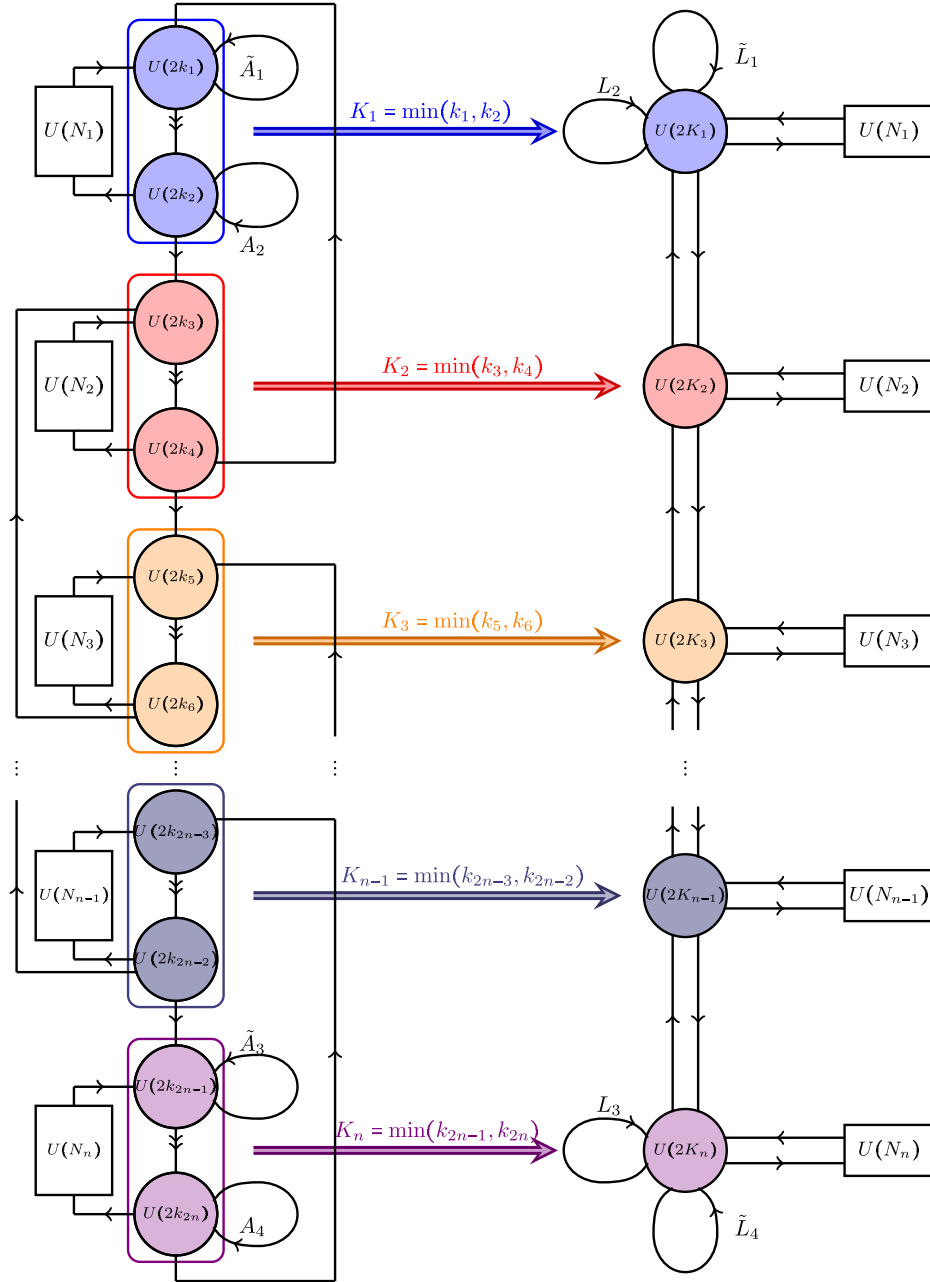 U(2k₁)
Ã₁
U(N₁)
U(2k₂)
A₂
K₁ = min(k₁, k₂)
L̃₁
L₂
U(2K₁)
U(N₁)
U(2k₃)
U(N₂)
U(2k₄)
K₂ = min(k₃, k₄)
U(2K₂)
U(N₂)
U(2k₅)
U(N₃)
U(2k₆)
K₃ = min(k₅, k₆)
U(2K₃)
U(N₃)
⋮ ⋮ ⋮ ⋮
U(2k₂ₙ₋₃)
U(Nₙ₋₁)
U(2k₂ₙ₋₂)
Kₙ₋₁ = min(k₂ₙ₋₃, k₂ₙ₋₂)
U(2Kₙ₋₁)
U(Nₙ₋₁)
Ã₃
U(2k₂ₙ₋₁)
U(Nₙ)
U(2k₂ₙ)
A₄
Kₙ = min(k₂ₙ₋₁, k₂ₙ)
L₃
U(2Kₙ)
U(Nₙ)
L̃₄